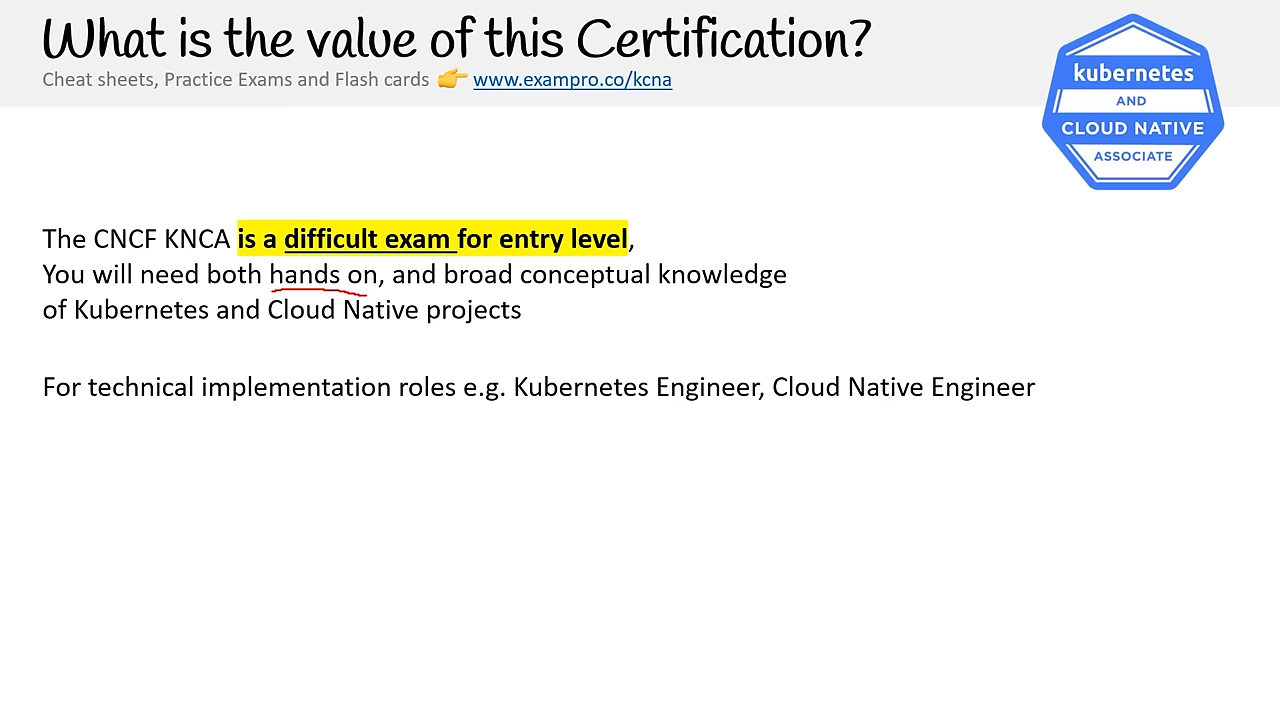 What is the value of this Certification?
Cheat sheets, Practice Exams and Flash cards 👉 www.exampro.co/kcna
kubernetes
AND
CLOUD NATIVE
ASSOCIATE
The CNCF KNCA is a difficult exam for entry level,
You will need both hands on, and broad conceptual knowledge
of Kubernetes and Cloud Native projects
For technical implementation roles e.g. Kubernetes Engineer, Cloud Native Engineer